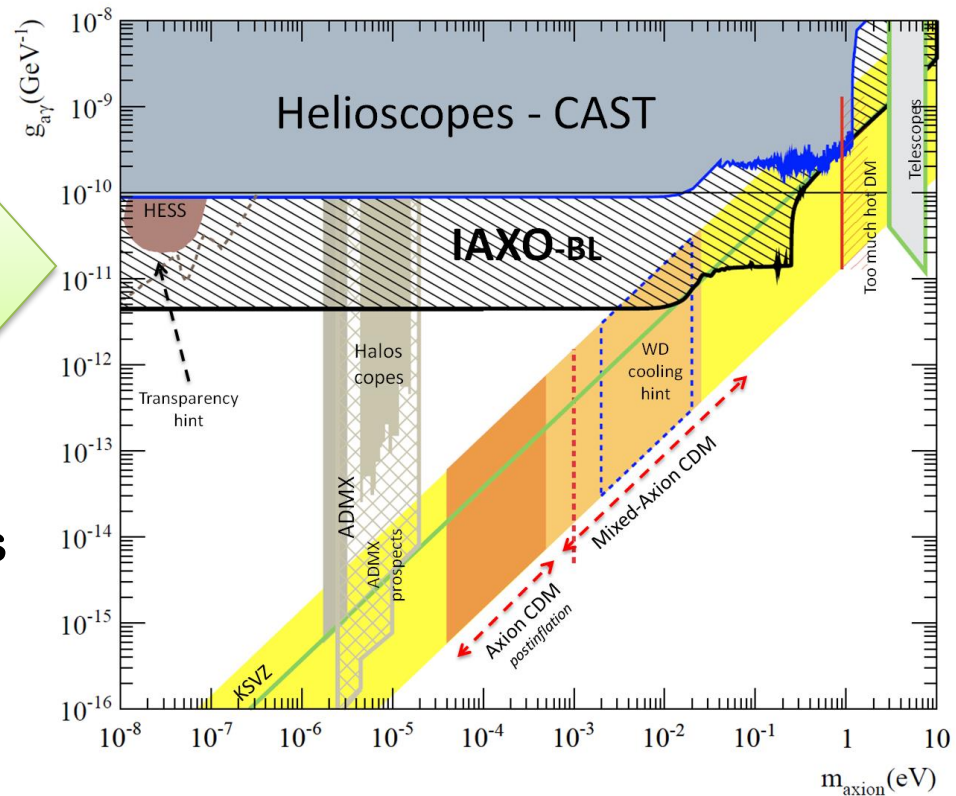 g_aγ(GeV⁻¹)
10⁻⁸
10⁻⁹
10⁻¹⁰
10⁻¹¹
10⁻¹²
10⁻¹³
10⁻¹⁴
10⁻¹⁵
10⁻¹⁶
Helioscopes - CAST
HESS
IAXO-BL
Telescopes
Too much hot DM
Transparency
hint
Halos
copes
WD
cooling
hint
ADMX
ADMX
prospects
Mixed-Axion CDM
Axion CDM
postinflation
KSVZ
s
10⁻⁸ 10⁻⁷ 10⁻⁶ 10⁻⁵ 10⁻⁴ 10⁻³ 10⁻² 10⁻¹ 1 10
m_axion(eV)